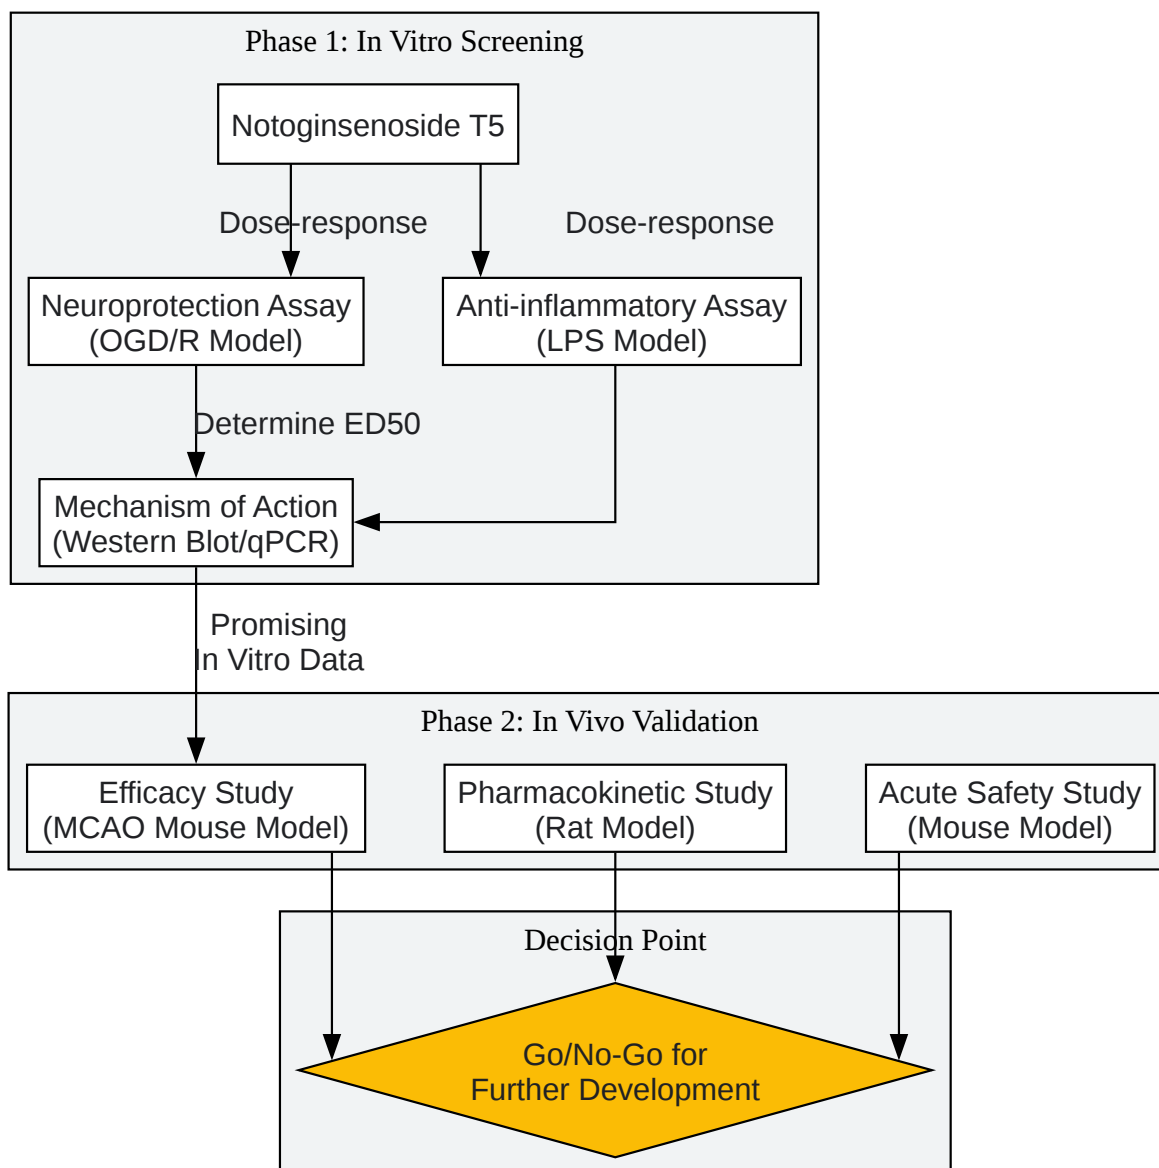 Phase 1: In Vitro Screening
Notoginsenoside T5
Dose-response
Dose-response
Neuroprotection Assay
(OGD/R Model)
Anti-inflammatory Assay
(LPS Model)
Determine ED50
Mechanism of Action
(Western Blot/qPCR)
Promising
In Vitro Data
Phase 2: In Vivo Validation
Efficacy Study
(MCAO Mouse Model)
Pharmacokinetic Study
(Rat Model)
Acute Safety Study
(Mouse Model)
Decision Point
Go/No-Go for
Further Development